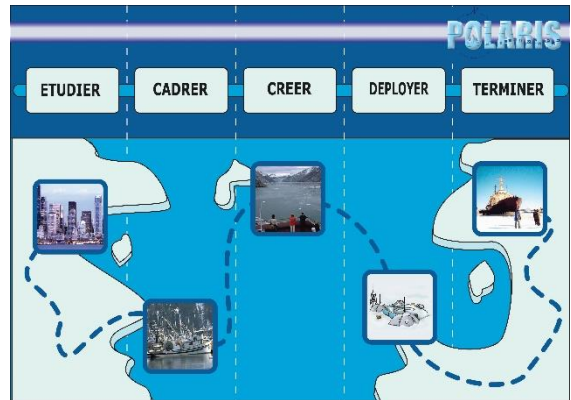 POLARIS
ETUDIER
CADRER
CREER
DEPLOYER
TERMINER